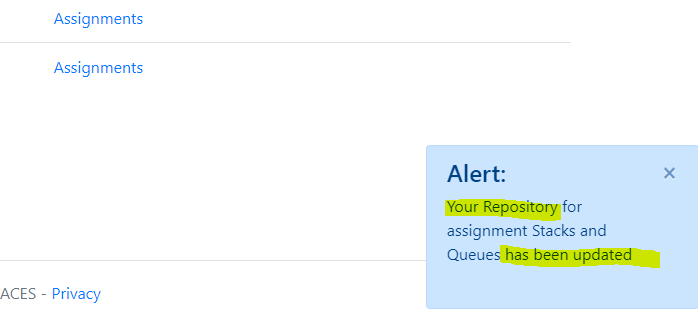 Assignments
Assignments
Alert:
×
Your Repository for
assignment Stacks and
Queues has been updated
ACES - Privacy